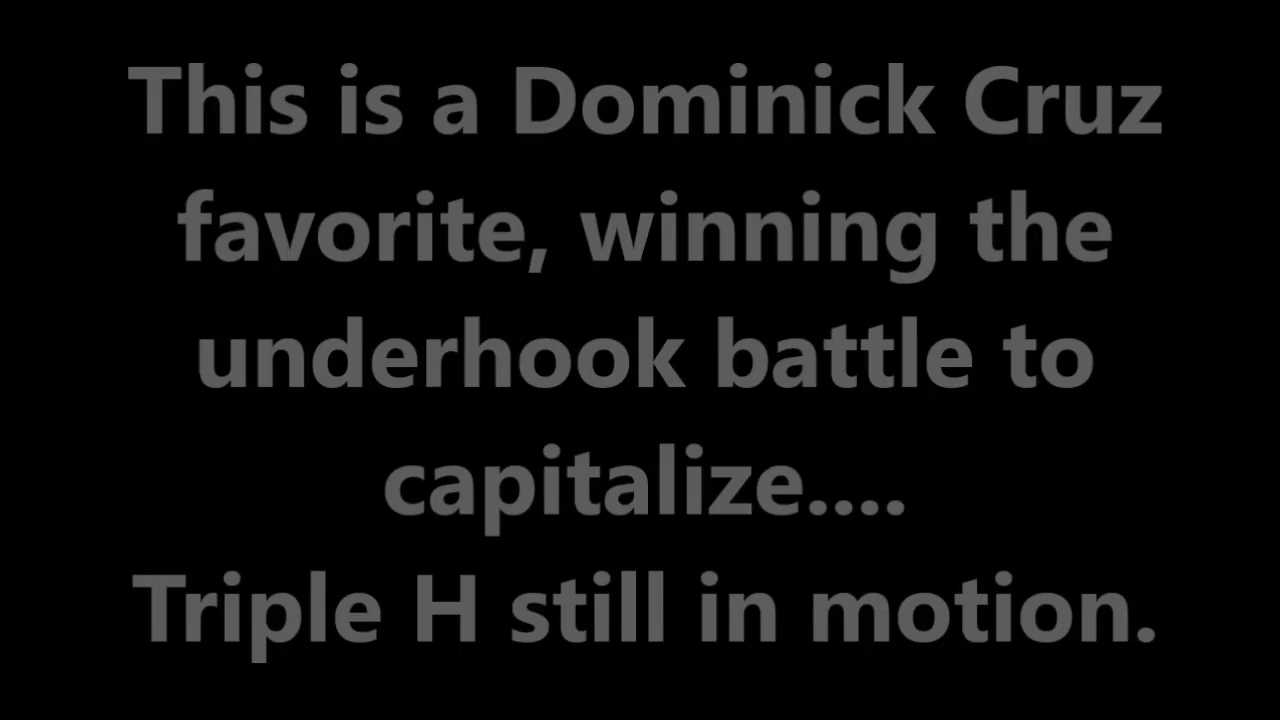 This is a Dominick Cruz
favorite, winning the
underhook battle to
capitalize....
Triple H still in motion.